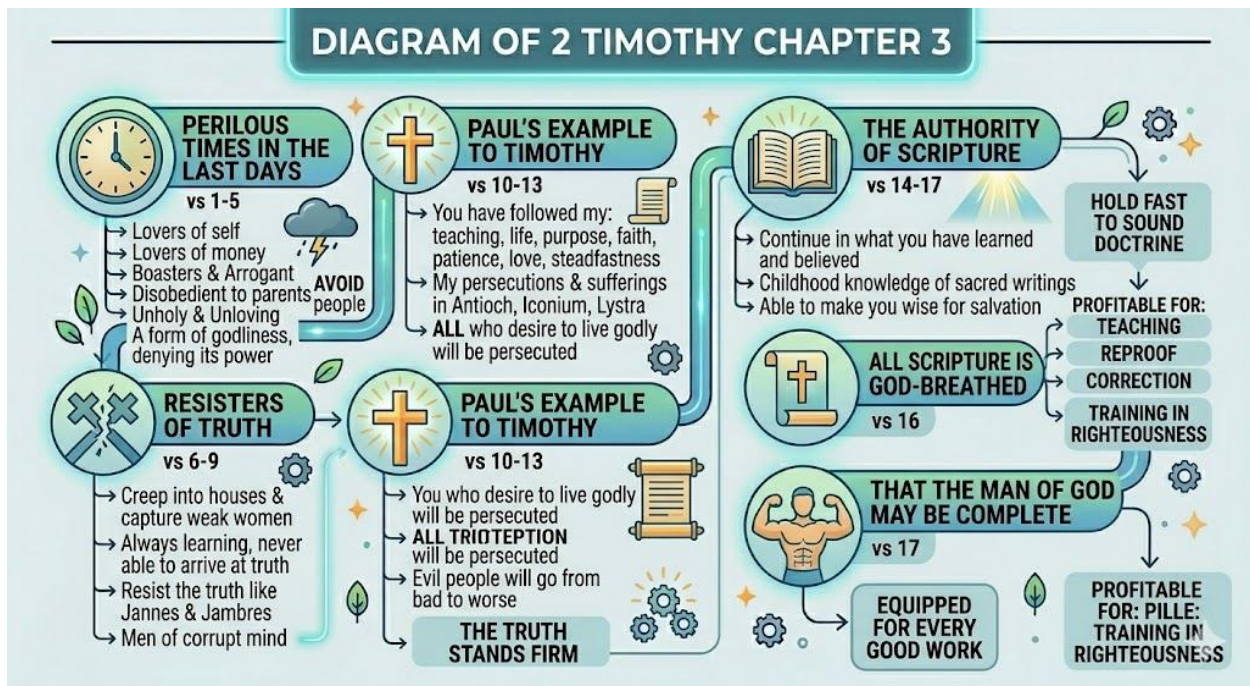 DIAGRAM OF 2 TIMOTHY CHAPTER 3
PERILOUS
TIMES IN THE
LAST DAYS
vs 1-5
Lovers of self
Lovers of money
Boasters & Arrogant
Disobedient to parents
Unholy & Unloving
A form of godliness,
denying its power
AVOID
people
RESISTERS
OF TRUTH
vs 6-9
Creep into houses &
capture weak women
Always learning, never
able to arrive at truth
Resist the truth like
Jannes & Jambres
Men of corrupt mind
PAUL'S EXAMPLE
TO TIMOTHY
vs 10-13
You have followed my:
teaching, life, purpose, faith,
patience, love, steadfastness
My persecutions & sufferings
in Antioch, Iconium, Lystra
ALL who desire to live godly
will be persecuted
PAUL'S EXAMPLE
TO TIMOTHY
vs 10-13
You who desire to live godly
will be persecuted
ALL TRIOTEPTION
will be persecuted
Evil people will go from
bad to worse
THE TRUTH
STANDS FIRM
THE AUTHORITY
OF SCRIPTURE
vs 14-17
Continue in what you have learned
and believed
Childhood knowledge of sacred writings
Able to make you wise for salvation
HOLD FAST
TO SOUND
DOCTRINE
PROFITABLE FOR:
TEACHING
REPROOF
CORRECTION
TRAINING IN
RIGHTEOUSNESS
ALL SCRIPTURE IS
GOD-BREATHED
vs 16
THAT THE MAN OF GOD
MAY BE COMPLETE
vs 17
EQUIPPED
FOR EVERY
GOOD WORK
PROFITABLE
FOR: PILLE:
TRAINING IN
RIGHTEOUSNESS